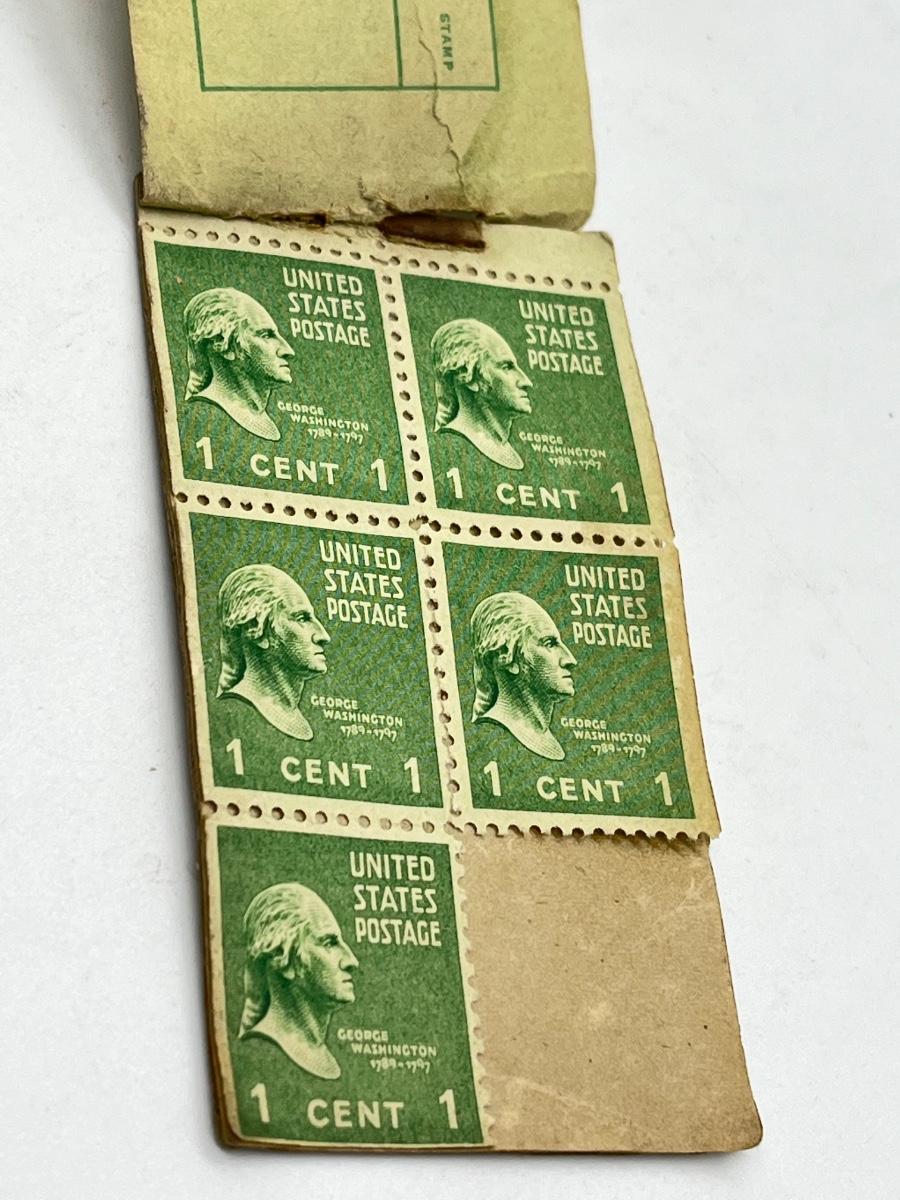 STAMP
UNITED
STATES
POSTAGE
GEORGE
WASHINGTON
1789-1797
1 CENT 1
UNITED
STATES
POSTAGE
GEORGE
WASHINGTON
1789-1797
1 CENT 1
UNITED
STATES
POSTAGE
GEORGE
WASHINGTON
1789-1797
1 CENT 1
UNITED
STATES
POSTAGE
GEORGE
WASHINGTON
1789-1797
1 CENT 1
UNITED
STATES
POSTAGE
GEORGE
WASHINGTON
1789-1797
1 CENT 1